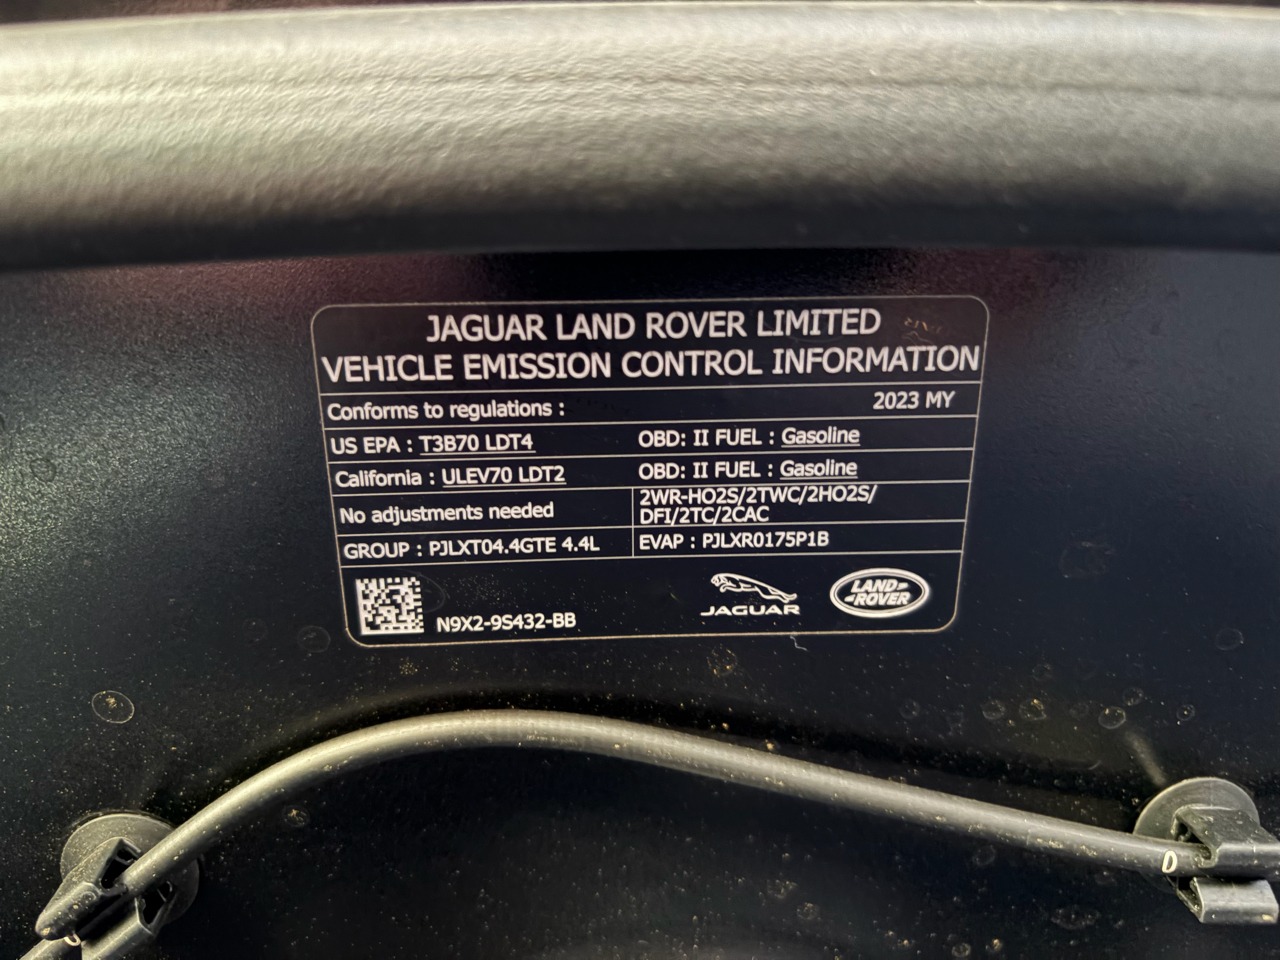 JAGUAR LAND ROVER LIMITED
VEHICLE EMISSION CONTROL INFORMATION
Conforms to regulations : 2023 MY
US EPA : T3B70 LDT4 OBD: II FUEL : Gasoline
California : ULEV70 LDT2 OBD: II FUEL : Gasoline
No adjustments needed
2WR-HO2S/2TWC/2HO2S/
DFI/2TC/2CAC
GROUP : PJLXT04.4GTE 4.4L EVAP : PJLXR0175P1B
N9X2-9S432-BB
JAGUAR
LAND-
-ROVER
D